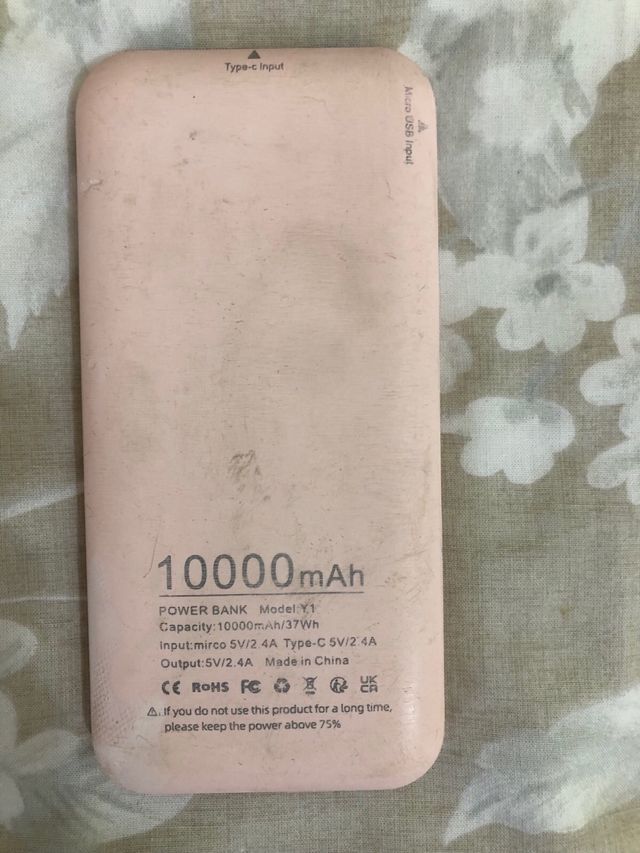 Type-c Input
Micro USB Input
10000mAh
POWER BANK Model:Y1
Capacity:10000mAh/37Wh
Input:mirco 5V/2.4A Type-C 5V/2.4A
Output:5V/2.4A Made in China
CE RoHS FC UK CA
If you do not use this product for a long time,
please keep the power above 75%